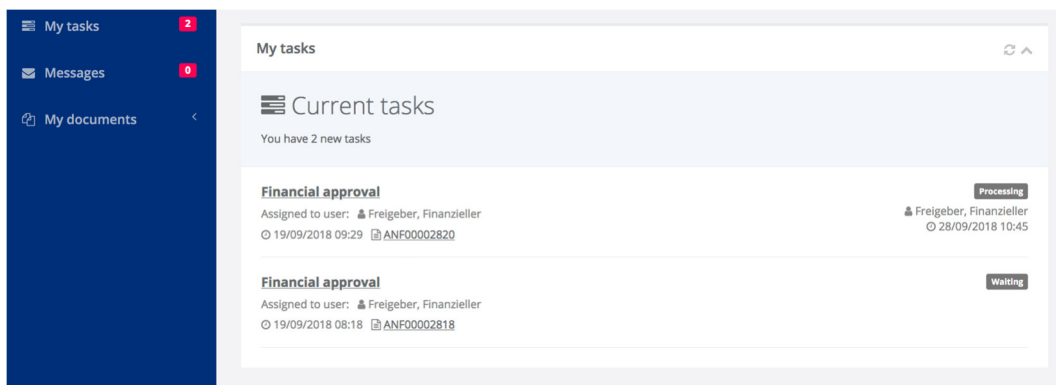 My tasks 2
Messages 0
My documents
My tasks
Current tasks
You have 2 new tasks
Financial approval
Processing
Assigned to user: Freigeber, Finanzieller
Freigeber, Finanzieller
19/09/2018 09:29 ANF00002820
28/09/2018 10:45
Financial approval
Waiting
Assigned to user: Freigeber, Finanzieller
19/09/2018 08:18 ANF00002818